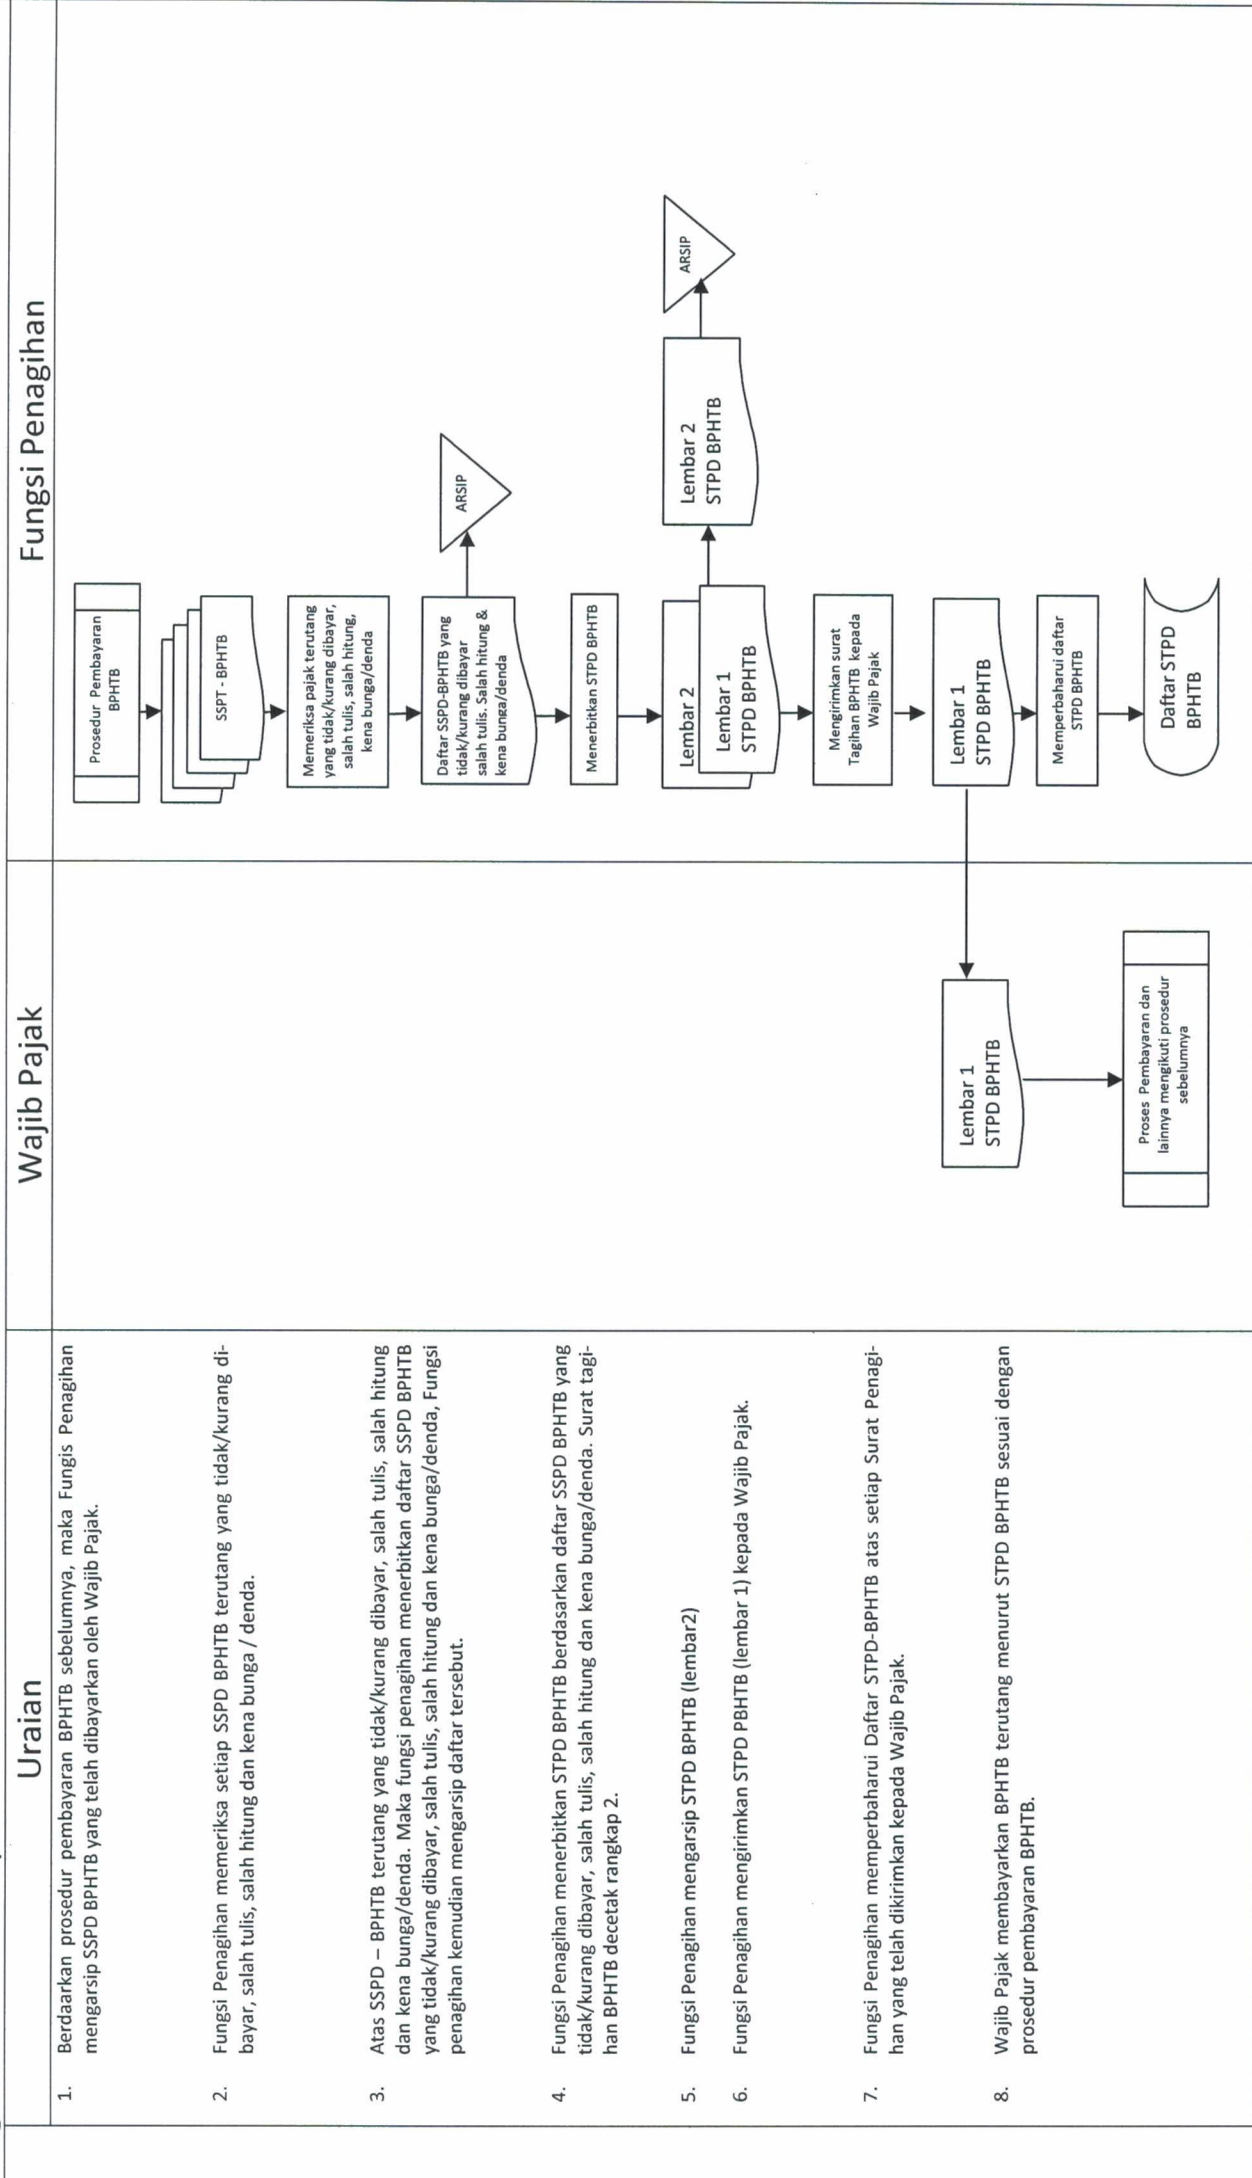 Uraian
Wajib Pajak
Fungsi Penagihan
1. Berdaarkan prosedur pembayaran BPHTB sebelumnya, maka Fungis Penagihan
mengarsip SSPD BPHTB yang telah dibayarkan oleh Wajib Pajak.
2. Fungsi Penagihan memeriksa setiap SSPD BPHTB terutang yang tidak/kurang di-
bayar, salah tulis, salah hitung dan kena bunga / denda.
3. Atas SSPD – BPHTB terutang yang tidak/kurang dibayar, salah tulis, salah hitung
dan kena bunga/denda. Maka fungsi penagihan menerbitkan daftar SSPD BPHTB
yang tidak/kurang dibayar, salah tulis, salah hitung dan kena bunga/denda, Fungsi
penagihan kemudian mengarsip daftar tersebut.
4. Fungsi Penagihan menerbitkan STPD BPHTB berdasarkan daftar SSPD BPHTB yang
tidak/kurang dibayar, salah tulis, salah hitung dan kena bunga/denda. Surat tagi-
han BPHTB decetak rangkap 2.
5. Fungsi Penagihan mengarsip STPD BPHTB (lembar2)
6. Fungsi Penagihan mengirimkan STPD PBHTB (lembar 1) kepada Wajib Pajak.
7. Fungsi Penagihan memperbaharui Daftar STPD-BPHTB atas setiap Surat Penagi-
han yang telah dikirimkan kepada Wajib Pajak.
8. Wajib Pajak membayarkan BPHTB terutang menurut STPD BPHTB sesuai dengan
prosedur pembayaran BPHTB.
Lembar 1
STPD BPHTB
Proses Pembayaran dan
lainnya mengikuti prosedur
sebelumnya
Prosedur Pembayaran
BPHTB
SSPT - BPHTB
Memeriksa pajak terutang
yang tidak/kurang dibayar,
salah tulis, salah hitung,
kena bunga/denda
Daftar SSPD-BPHTB yang
tidak/kurang dibayar
salah tulis. Salah hitung &
kena bunga/denda
ARSIP
Menerbitkan STPD BPHTB
Lembar 2
Lembar 1
STPD BPHTB
Lembar 2
STPD BPHTB
ARSIP
Mengirimkan surat
Tagihan BPHTB kepada
Wajib Pajak
Lembar 1
STPD BPHTB
Memperbaharui daftar
STPD BPHTB
Daftar STPD
BPHTB